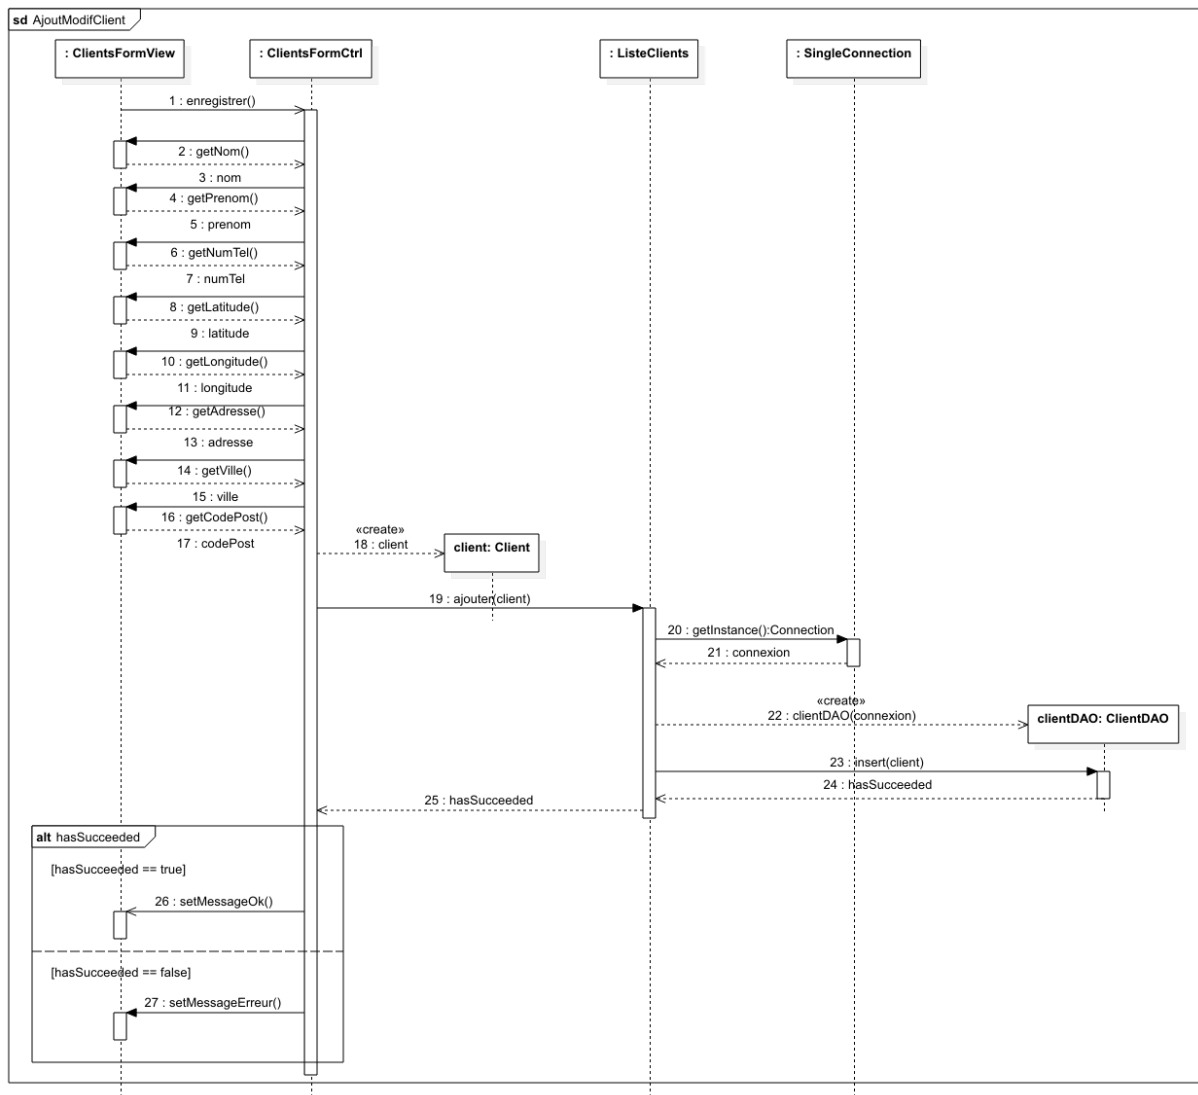 sd AjoutModifClient
: ClientsFormView
: ClientsFormCtrl
: ListeClients
: SingleConnection
1 : enregistrer()
2 : getNom()
3 : nom
4 : getPrenom()
5 : prenom
6 : getNumTel()
7 : numTel
8 : getLatitude()
9 : latitude
10 : getLongitude()
11 : longitude
12 : getAdresse()
13 : adresse
14 : getVille()
15 : ville
16 : getCodePost()
17 : codePost
«create»
18 : client
client: Client
19 : ajouter(client)
20 : getInstance():Connection
21 : connexion
«create»
22 : clientDAO(connexion)
clientDAO: ClientDAO
23 : insert(client)
24 : hasSucceeded
25 : hasSucceeded
alt hasSucceeded
[hasSucceeded == true]
26 : setMessageOk()
[hasSucceeded == false]
27 : setMessageErreur()